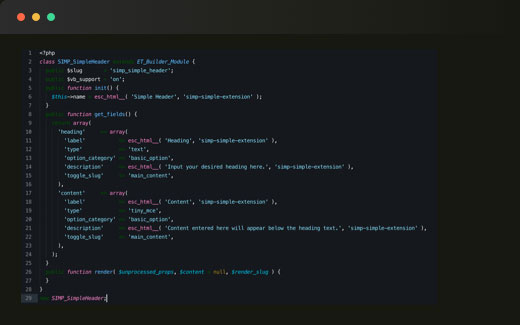 1 <?php
2 class SIMP_SimpleHeader extends ET_Builder_Module {
3 public $slug = 'simp_simple_header';
4 public $vb_support = 'on';
5 public function init() {
6 $this->name = esc_html__( 'Simple Header', 'simp-simple-extension' );
7 }
8 public function get_fields() {
9 return array(
10 'heading' => array(
11 'label' => esc_html__( 'Heading', 'simp-simple-extension' ),
12 'type' => 'text',
13 'option_category' => 'basic_option',
14 'description' => esc_html__( 'Input your desired heading here.', 'simp-simple-extension' ),
15 'toggle_slug' => 'main_content',
16 ),
17 'content' => array(
18 'label' => esc_html__( 'Content', 'simp-simple-extension' ),
19 'type' => 'tiny_mce',
20 'option_category' => 'basic_option',
21 'description' => esc_html__( 'Content entered here will appear below the heading text.', 'simp-simple-extension' ),
22 'toggle_slug' => 'main_content',
23 ),
24 );
25 }
26 public function render( $unprocessed_props, $content = null, $render_slug ) {
27 }
28 }
29 new SIMP_SimpleHeader;